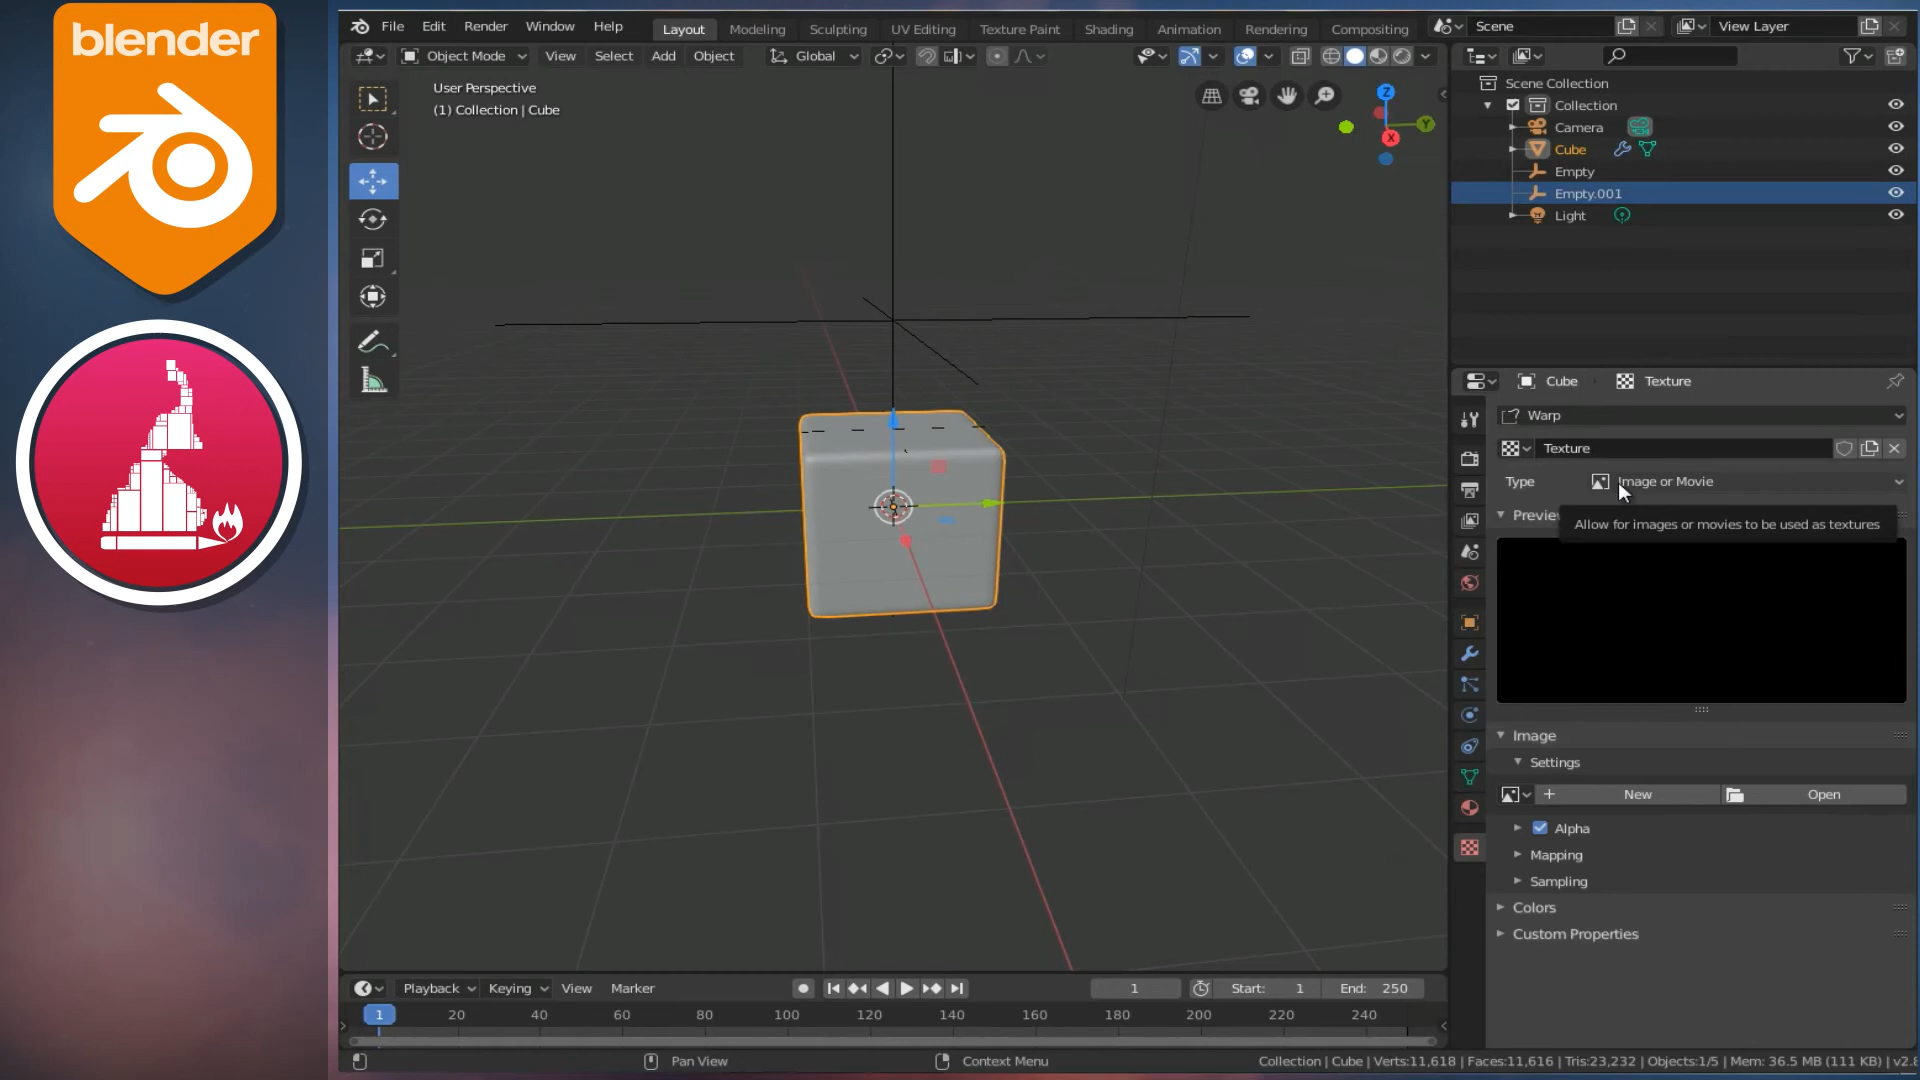 blender
File Edit Render Window Help Layout Modeling Sculpting UV Editing Texture Paint Shading Animation Rendering Compositing Scene View Layer
Object Mode View Select Add Object Global
User Perspective
(1) Collection | Cube
Z
Y
X
Scene Collection
Collection
Camera
Cube
Empty
Empty.001
Light
Cube Texture
Warp
Texture
Type Image or Movie
Allow for images or movies to be used as textures
Image
Settings
New Open
Alpha
Mapping
Sampling
Colors
Custom Properties
Playback Keying View Marker 1 Start: 1 End: 250
1 20 40 60 80 100 120 140 160 180 200 220 240
Pan View Context Menu Collection | Cube | Verts:11,618 | Faces:11,616 | Tris:23,232 | Objects:1/5 | Mem: 36.5 MB (111 KB) |